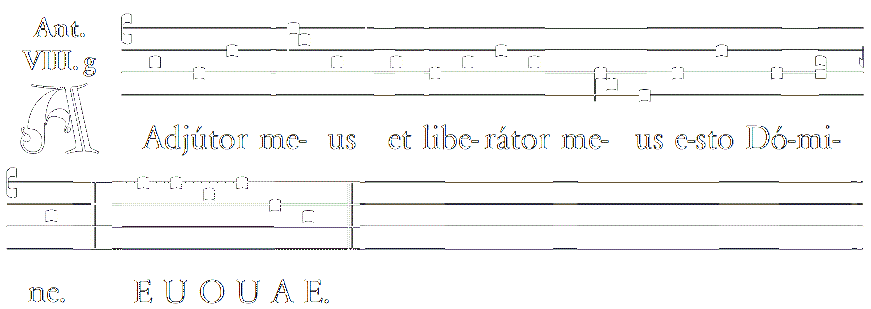 Ant.
VIII. g
A
Adjútor me- us et libe- rátor me- us e-sto Dó-mi-
ne. E U O U A E.